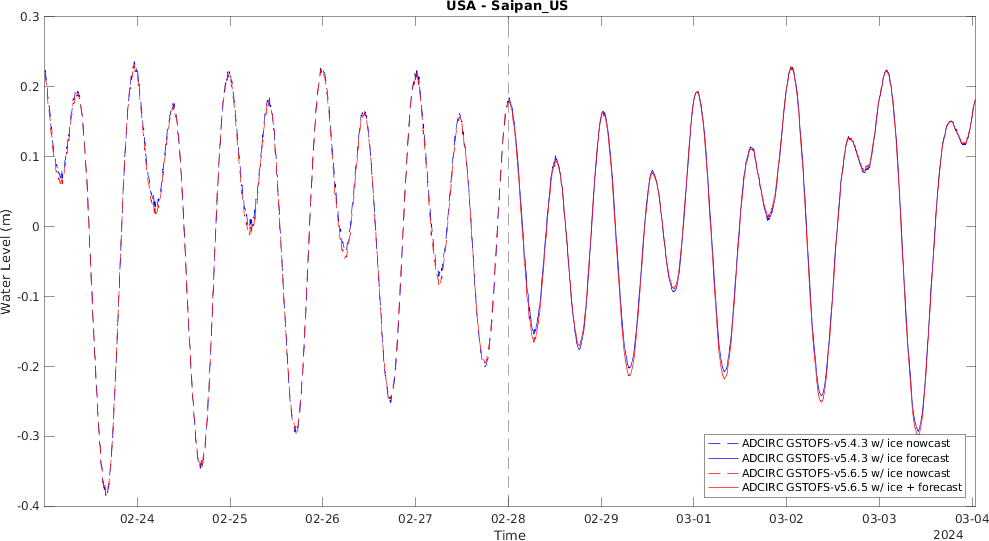 USA - Saipan_US
0.3
0.2
0.1
0
-0.1
-0.2
-0.3
-0.4
Water Level (m)
ADCIRC GSTOFS-v5.4.3 w/ ice nowcast
ADCIRC GSTOFS-v5.4.3 w/ ice forecast
ADCIRC GSTOFS-v5.6.5 w/ ice nowcast
ADCIRC GSTOFS-v5.6.5 w/ ice + forecast
02-24 02-25 02-26 02-27 02-28 02-29 03-01 03-02 03-03 03-04
Time
2024